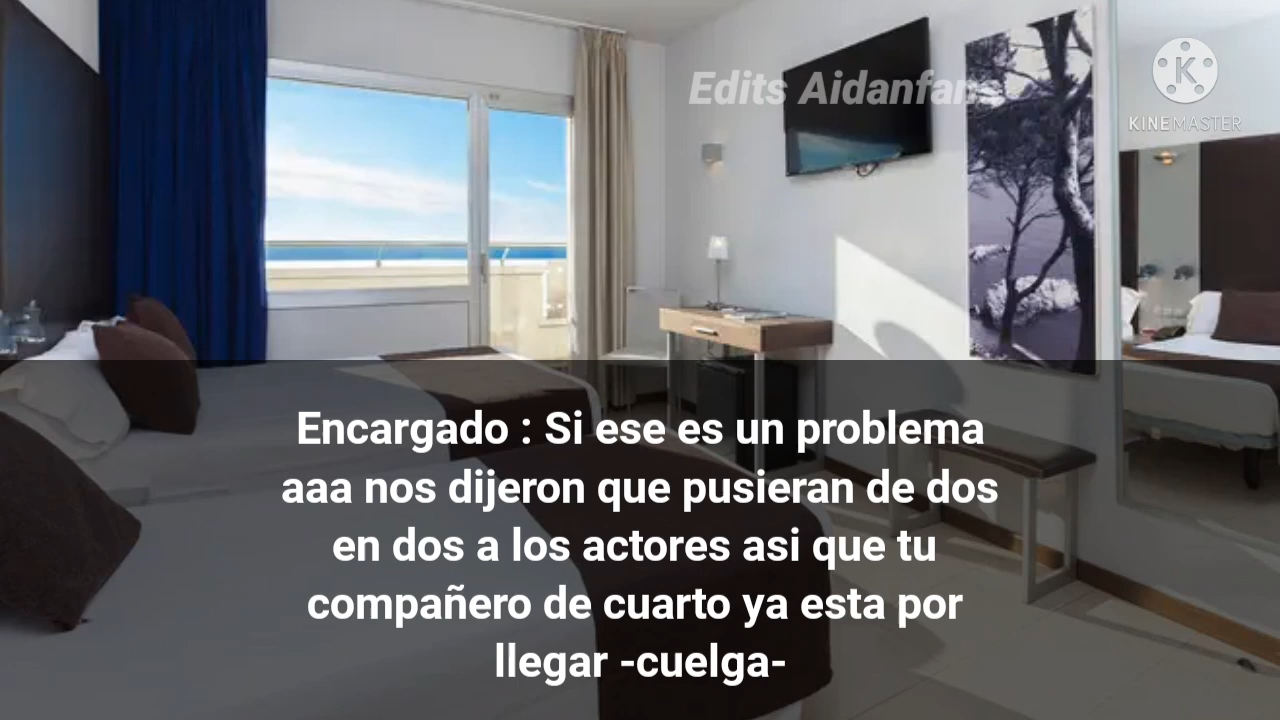 Edits Aidanfans
KINEMASTER
Encargado : Si ese es un problema
aaa nos dijeron que pusieran de dos
en dos a los actores asi que tu
compañero de cuarto ya esta por
llegar -cuelga-